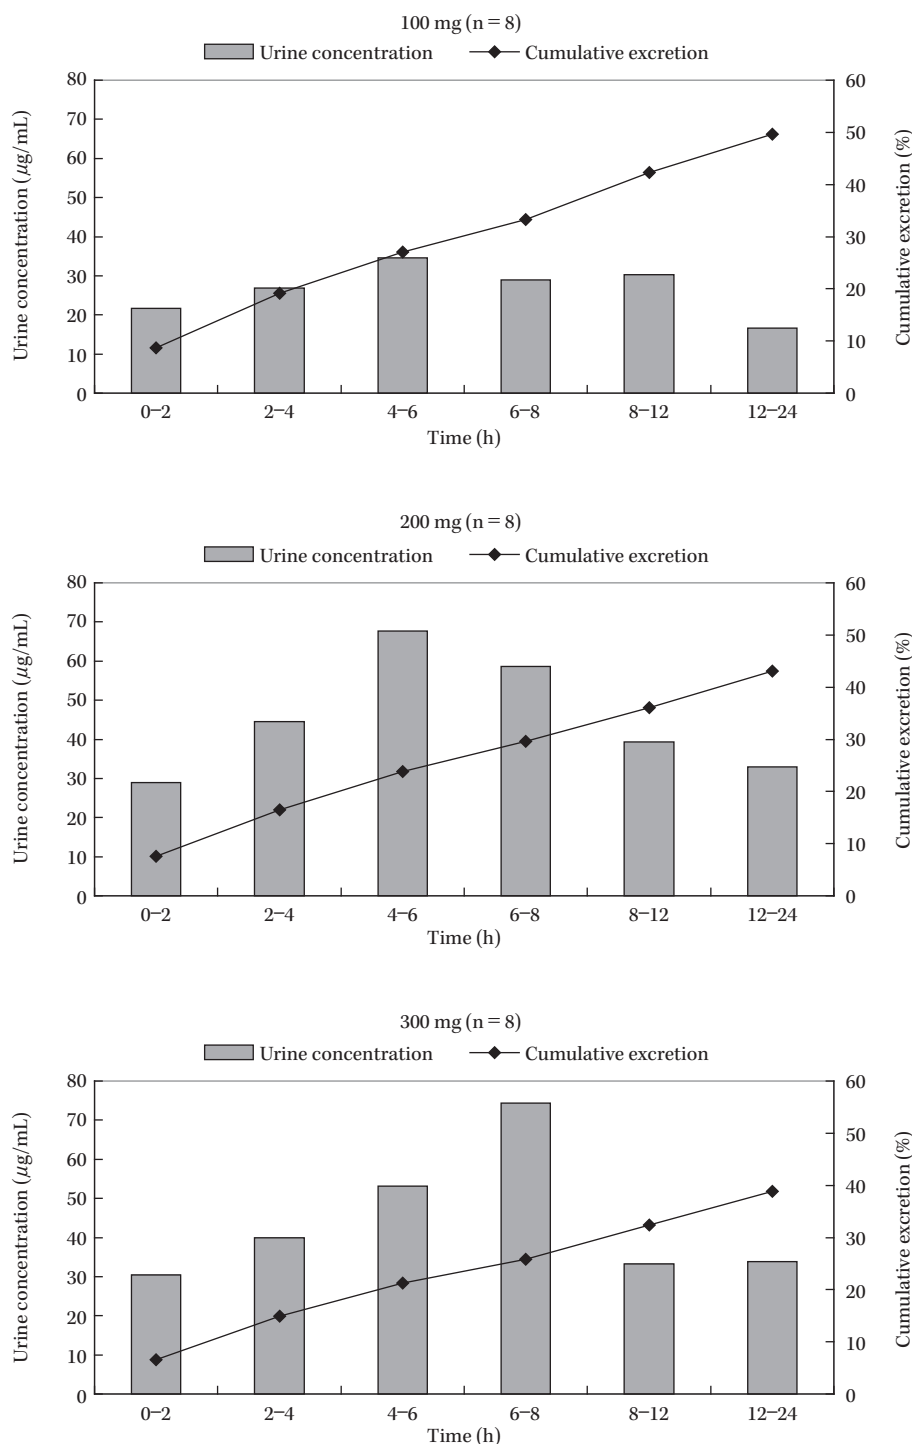 100 mg (n = 8)
Urine concentration Cumulative excretion
Urine concentration (μg/mL)
80
70
60
50
40
30
20
10
0
60
50
40
30
20
10
0
Cumulative excretion (%)
0–2 2–4 4–6 6–8 8–12 12–24
Time (h)
200 mg (n = 8)
Urine concentration Cumulative excretion
Urine concentration (μg/mL)
80
70
60
50
40
30
20
10
0
60
50
40
30
20
10
0
Cumulative excretion (%)
0–2 2–4 4–6 6–8 8–12 12–24
Time (h)
300 mg (n = 8)
Urine concentration Cumulative excretion
Urine concentration (μg/mL)
80
70
60
50
40
30
20
10
0
60
50
40
30
20
10
0
Cumulative excretion (%)
0–2 2–4 4–6 6–8 8–12 12–24
Time (h)